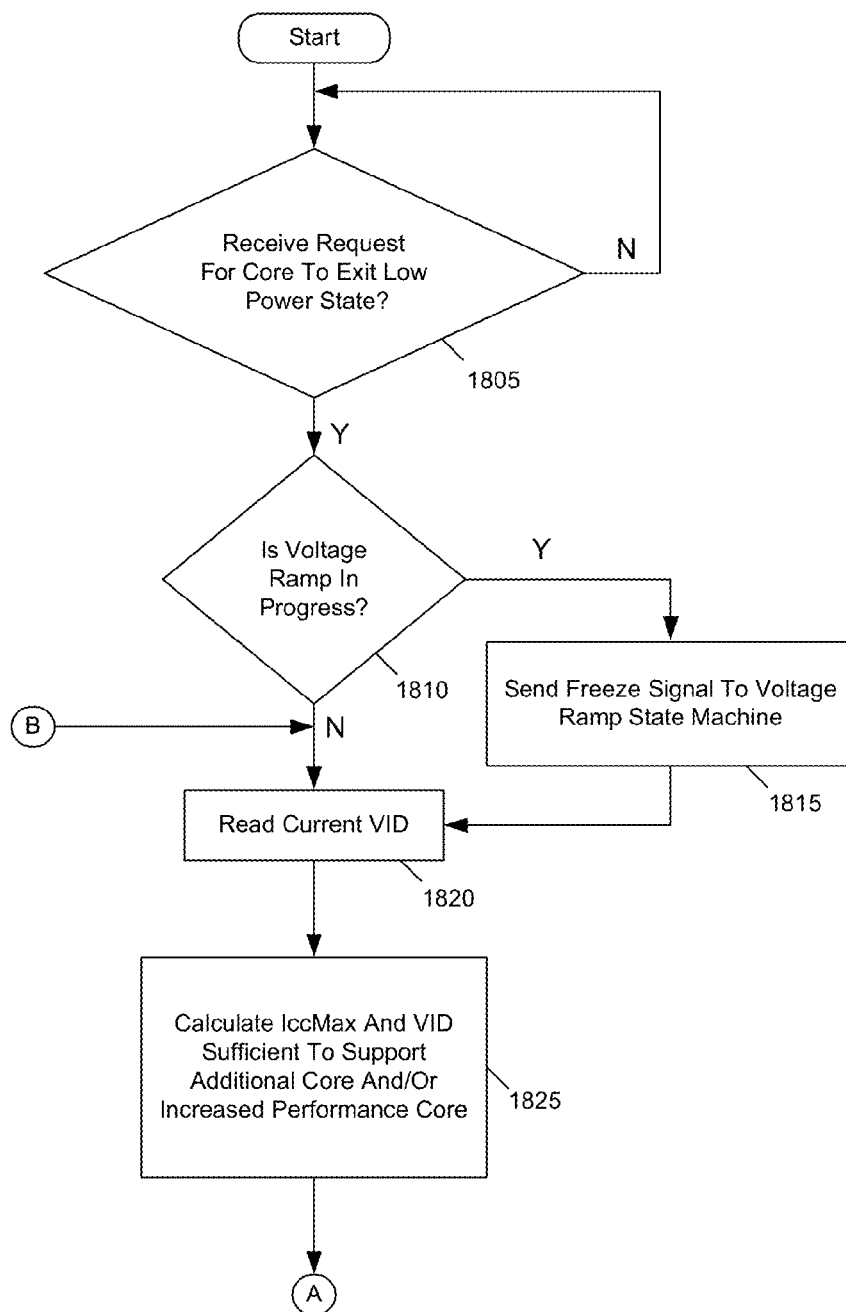 Start
Receive Request
For Core To Exit Low
Power State?
N
1805
Y
Is Voltage
Ramp In
Progress?
Y
1810
Send Freeze Signal To Voltage
Ramp State Machine
1815
B
N
Read Current VID
1820
Calculate IccMax And VID
Sufficient To Support
Additional Core And/Or
Increased Performance Core
1825
A